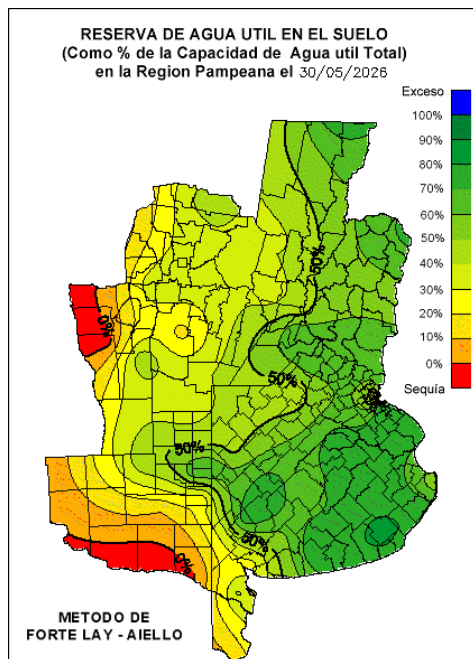 RESERVA DE AGUA UTIL EN EL SUELO
(Como % de la Capacidad de Agua util Total)
en la Region Pampeana el 30/05/2026
Exceso
100%
90%
80%
70%
60%
50%
40%
30%
20%
10%
0%
Sequía
50%
0%
50%
50%
50%
0%
METODO DE
FORTE LAY - AIELLO